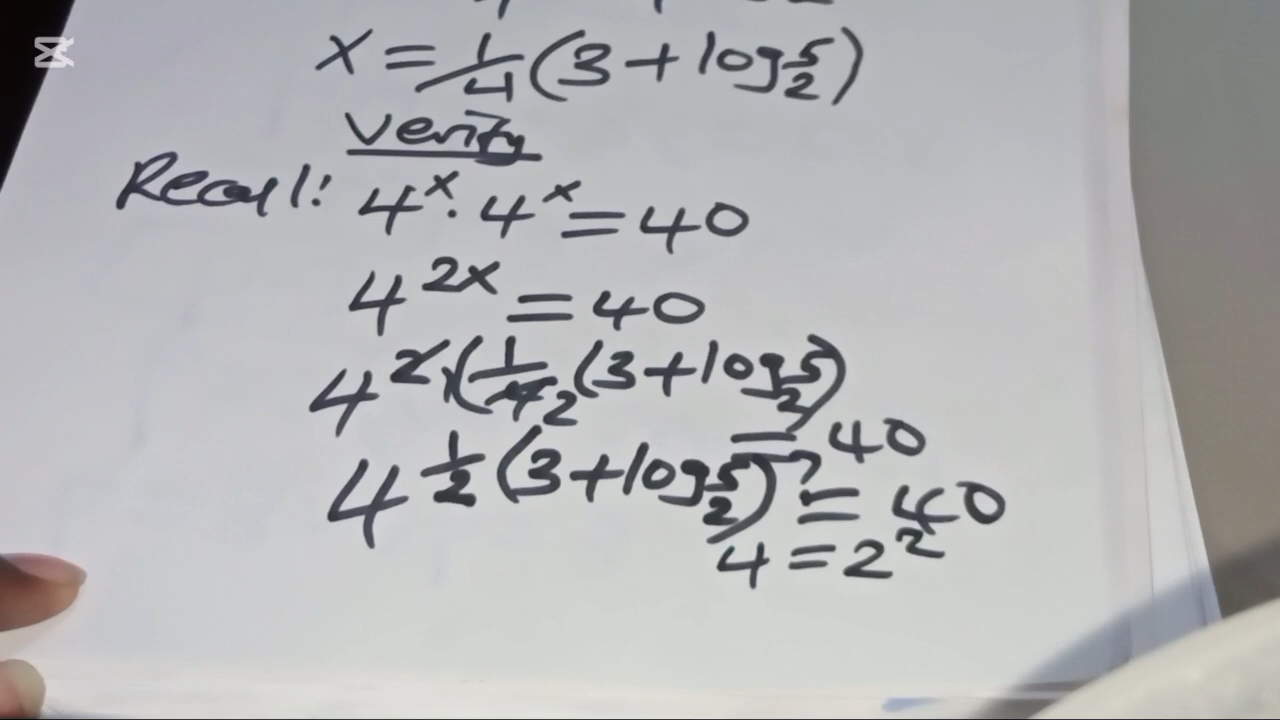 x = 1/4 (3 + log 5/2)
Verify
Recall: 4^x · 4^x = 40
4^2x = 40
4^2x(1/4 2 (3 + log 5/2) = 40
4^1/2 (3 + log 5/2) ?= 40
4 = 2^2